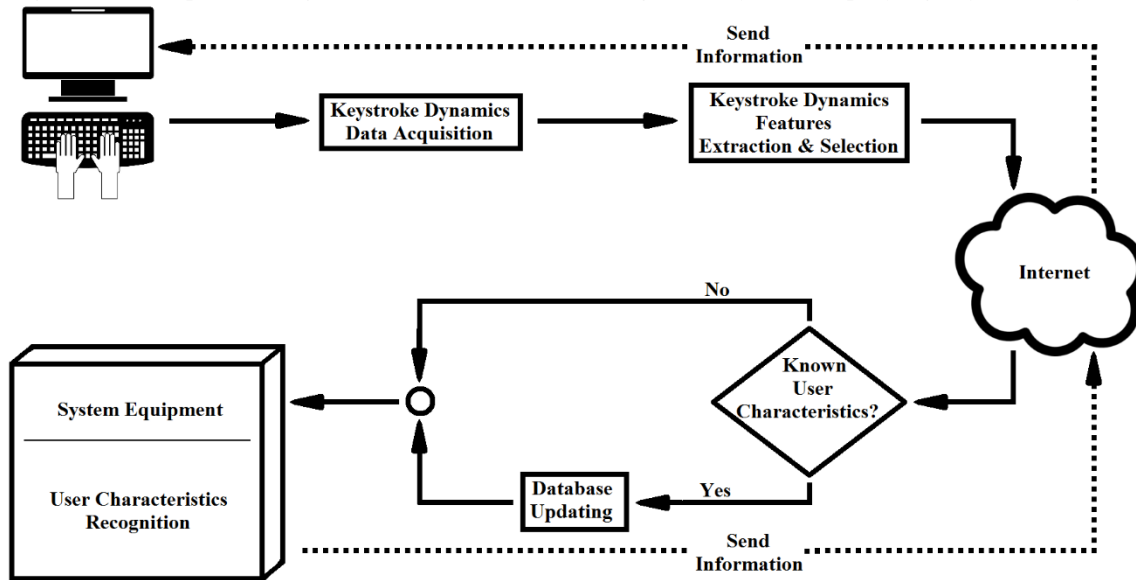 Send
Information
Keystroke Dynamics
Data Acquisition
Keystroke Dynamics
Features
Extraction & Selection
Internet
No
Known
User
Characteristics?
System Equipment
User Characteristics
Recognition
Database
Updating
Yes
Send
Information